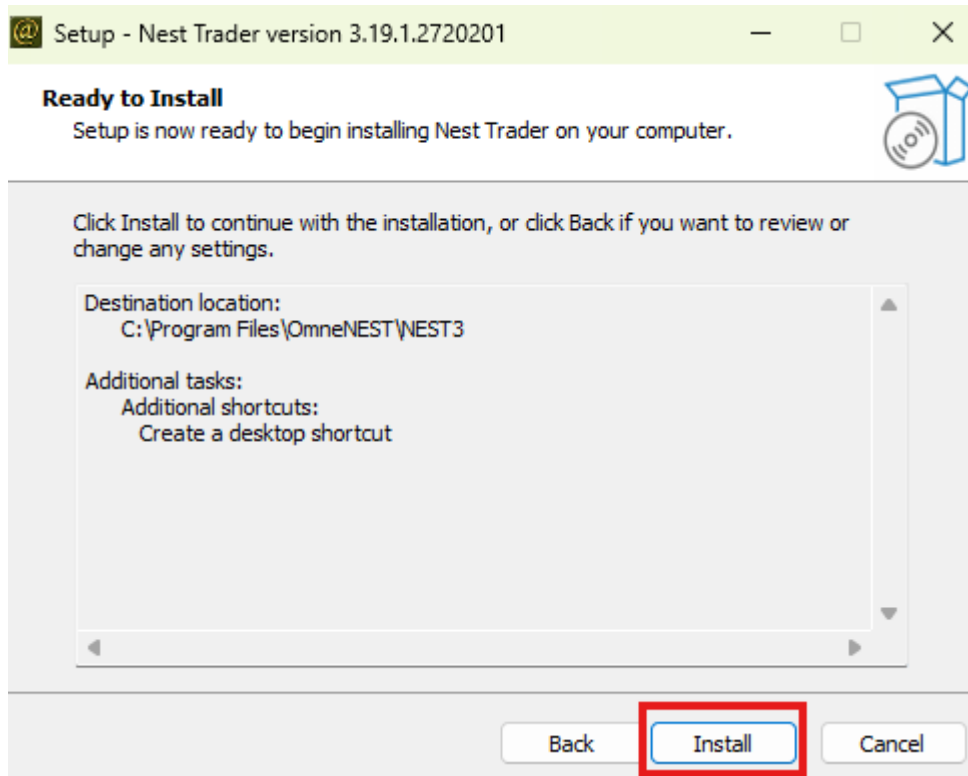 Setup - Nest Trader version 3.19.1.2720201
Ready to Install
Setup is now ready to begin installing Nest Trader on your computer.
Click Install to continue with the installation, or click Back if you want to review or
change any settings.
Destination location:
C:\Program Files\OmneNEST\NEST3
Additional tasks:
Additional shortcuts:
Create a desktop shortcut
Back Install Cancel